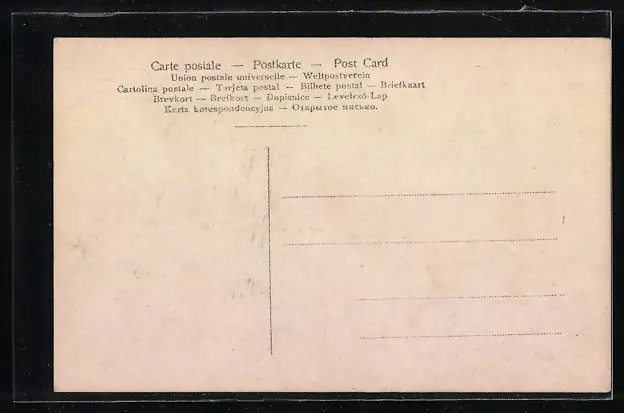 Carte postale — Postkarte — Post Card
Union postale universelle — Weltpostverein
Cartolina postale — Tarjeta postal — Bilhete postal — Briefkaart
Brevkort — Brefkort — Dopisnice — Levelező-Lap
Karta korespondencyjna — Открытое письмо.